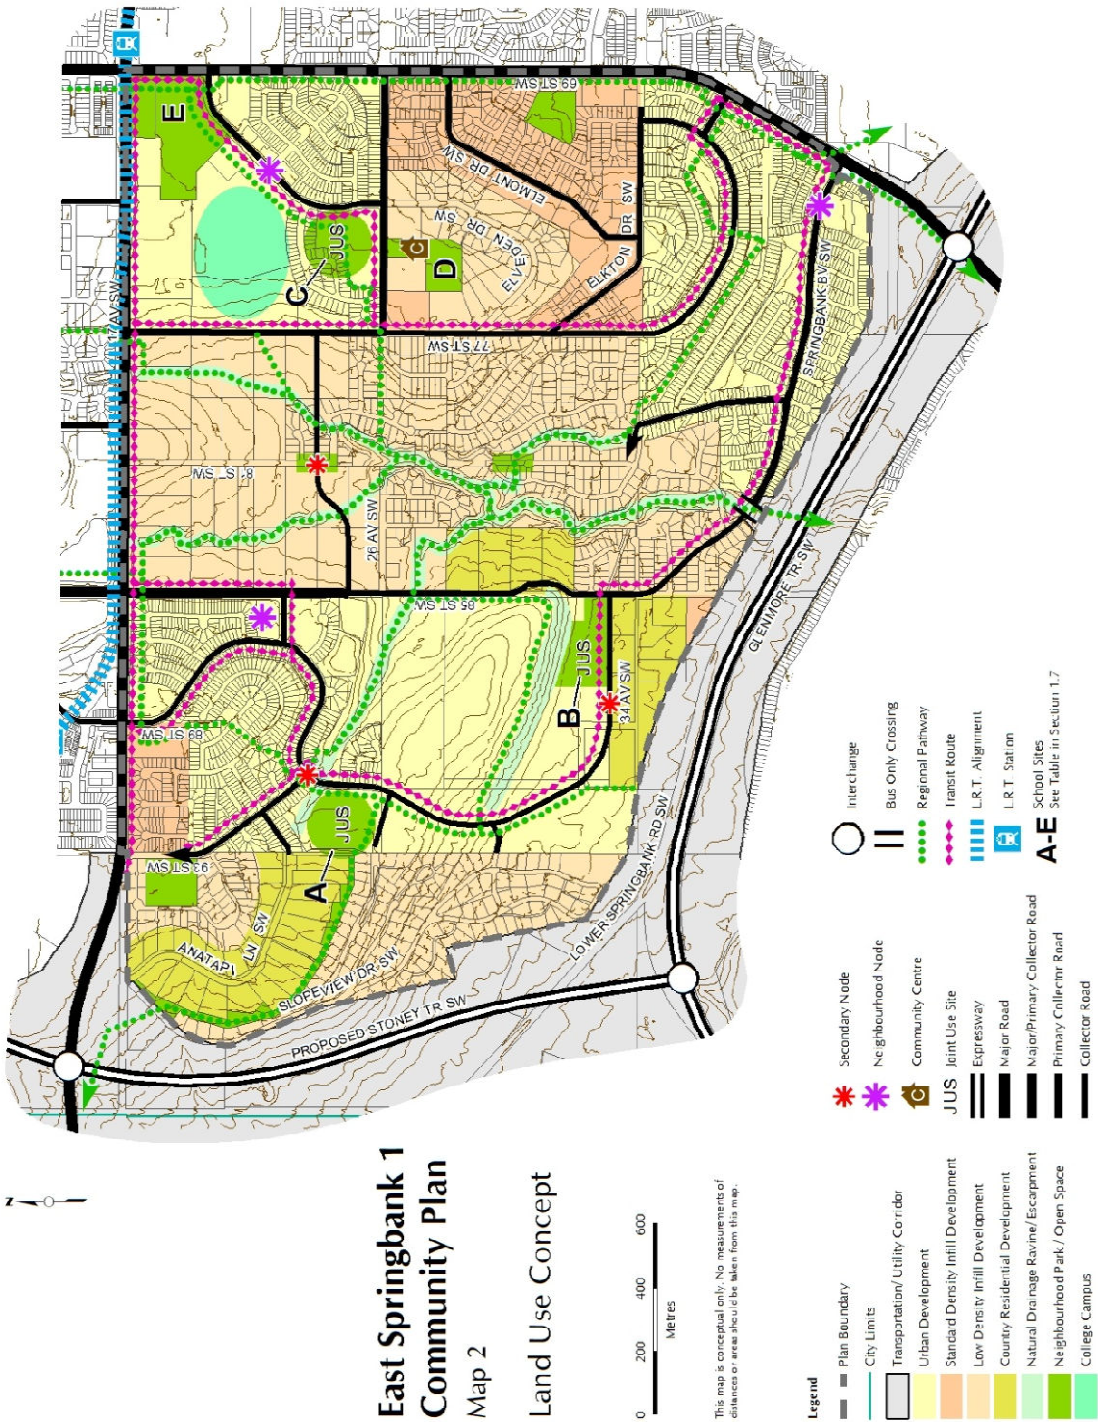 East Springbank 1
Community Plan
Map 2
Land Use Concept
N
0 200 400 600
Metres
This map is conceptual only. No measurements of
distances or areas should be taken from this map.
Legend
Plan Boundary
City Limits
Transportation/Utility Corridor
Urban Development
Standard Density Infill Development
Low Density Infill Development
Country Residential Development
Natural Drainage Ravine/Escarpment
Neighbourhood Park / Open Space
College Campus
Secondary Node
Neighbourhood Node
Community Centre
C
JUS Joint Use Site
Expressway
Major Road
Major/Primary Collector Road
Primary Collector Road
Collector Road
Interchange
Bus Only Crossing
Regional Pathway
Transit Route
L.R.T. Alignment
L.R.T. Station
A-E School Sites
See Table in Section 1.7
93 ST SW
89 ST SW
85 ST SW
81 ST SW
77 ST SW
69 ST SW
ANATAPI
LN SW
SLOPEVIEW DR SW
PROPOSED STONEY TR SW
LOWER SPRINGBANK RD SW
A
JUS
B
JUS
34 AV SW
26 AV SW
GLENMORE TR SW
SPRINGBANK BV SW
C
JUS
D
C
E
ELVEDEN DR SW
ELMONT DR SW
ELKTON DR SW